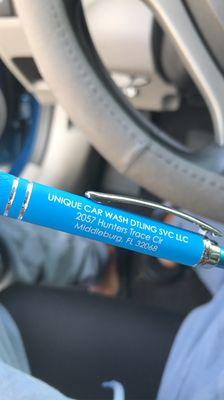 UNIQUE CAR WASH DTLING SVC LLC
2057 Hunters Trace Cir
Middleburg, FL 32068